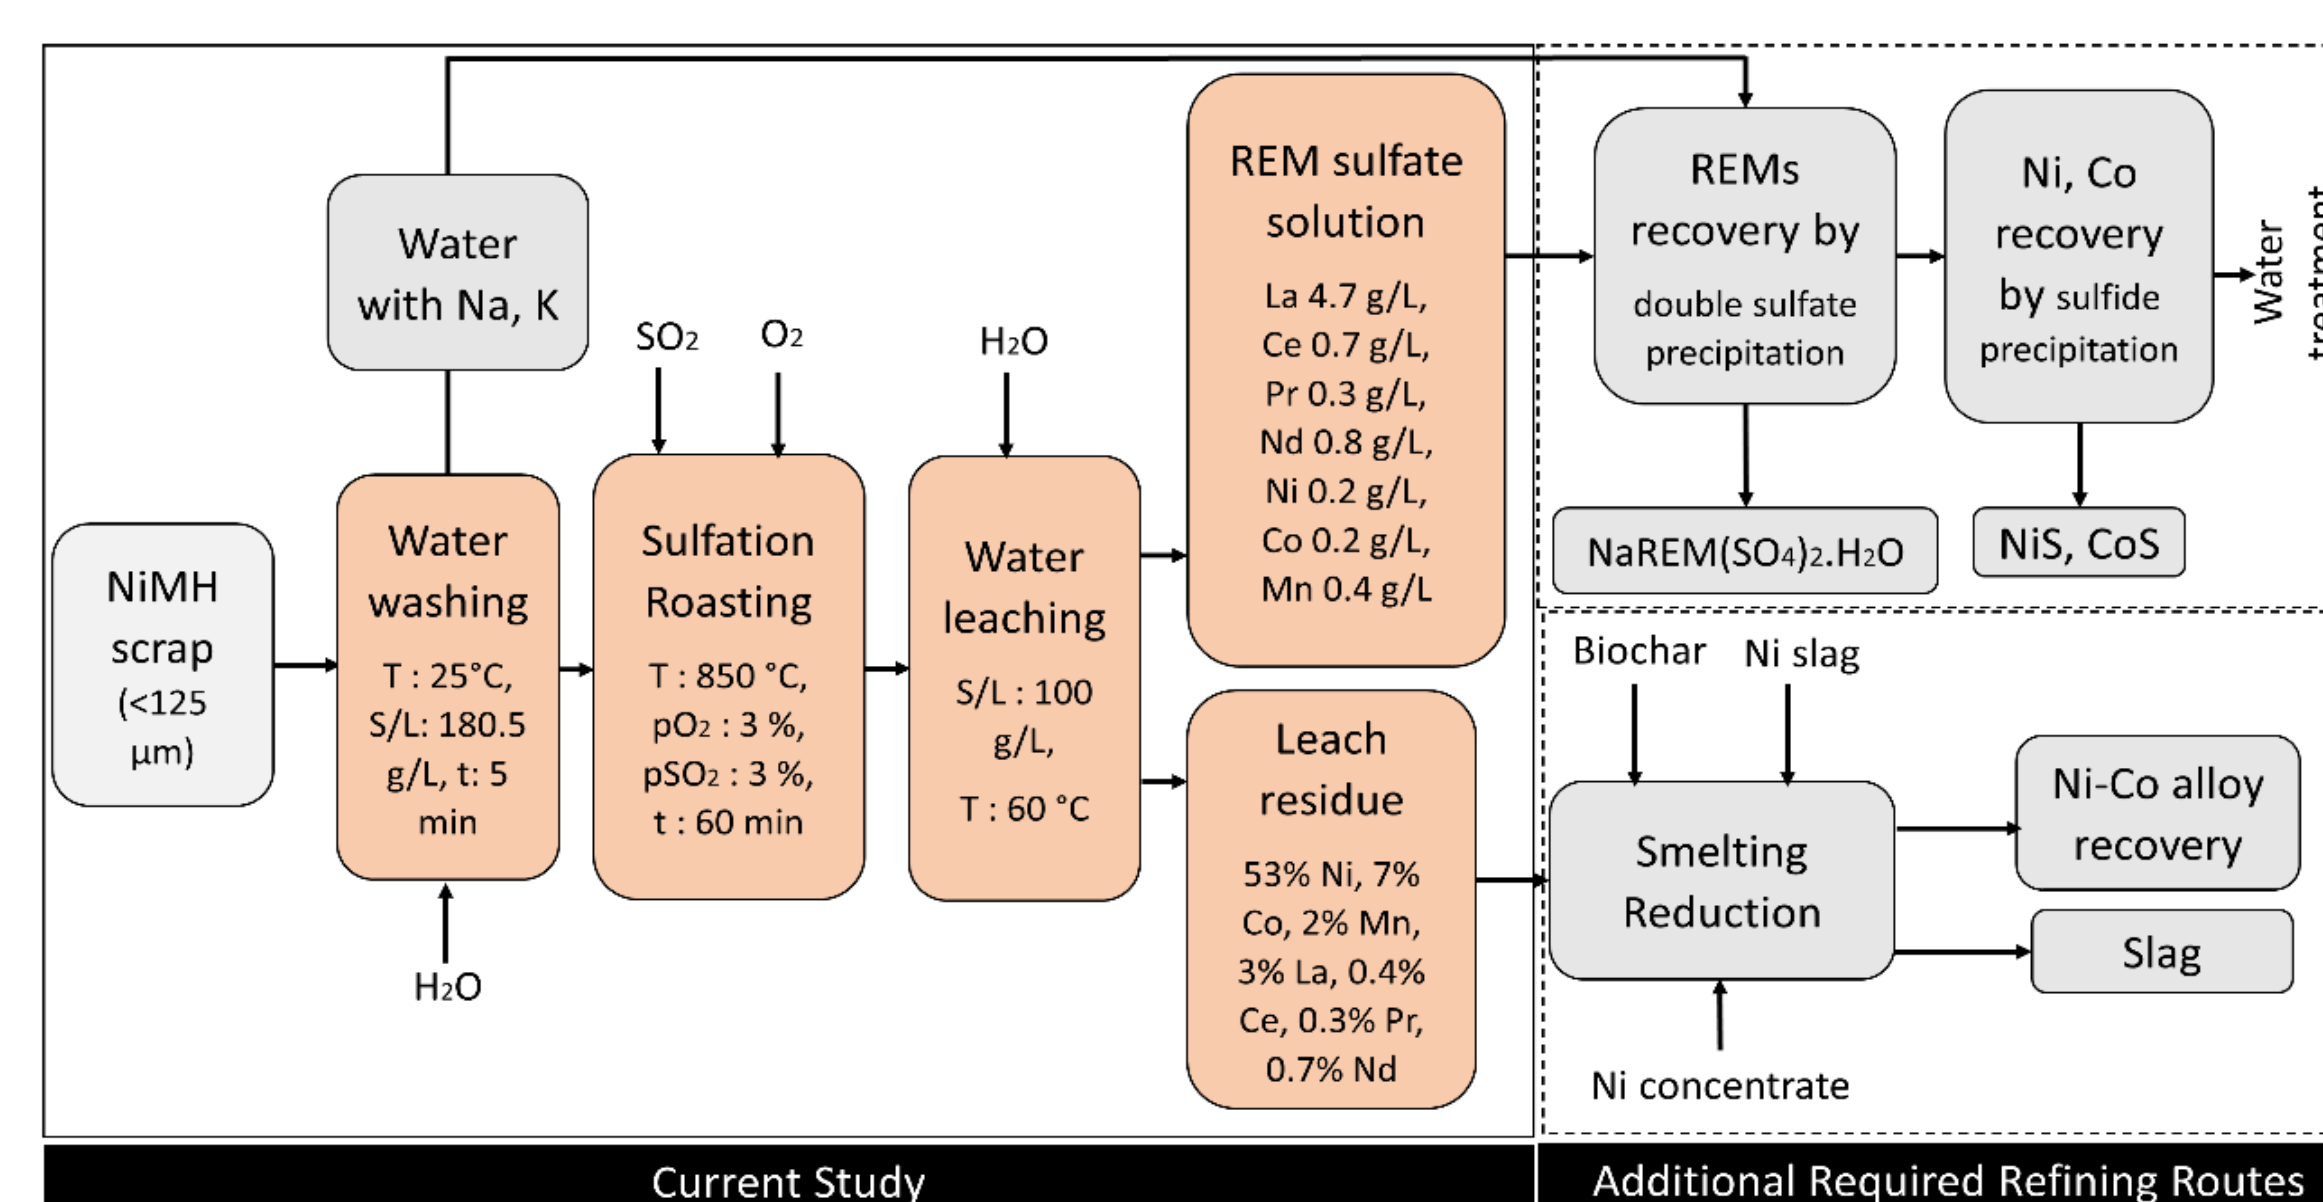 Water
with Na, K
SO2
O2
H2O
NiMH
scrap
(<125
µm)
Water
washing
T : 25°C,
S/L: 180.5
g/L, t: 5
min
H2O
Sulfation
Roasting
T : 850 °C,
pO2 : 3 %,
pSO2 : 3 %,
t : 60 min
Water
leaching
S/L : 100
g/L,
T : 60 °C
REM sulfate
solution
La 4.7 g/L,
Ce 0.7 g/L,
Pr 0.3 g/L,
Nd 0.8 g/L,
Ni 0.2 g/L,
Co 0.2 g/L,
Mn 0.4 g/L
Leach
residue
53% Ni, 7%
Co, 2% Mn,
3% La, 0.4%
Ce, 0.3% Pr,
0.7% Nd
REMs
recovery by
double sulfate
precipitation
Ni, Co
recovery
by sulfide
precipitation
Water
treatment
NaREM(SO4)2.H2O
NiS, CoS
Biochar
Ni slag
Smelting
Reduction
Ni-Co alloy
recovery
Slag
Ni concentrate
Current Study
Additional Required Refining Routes